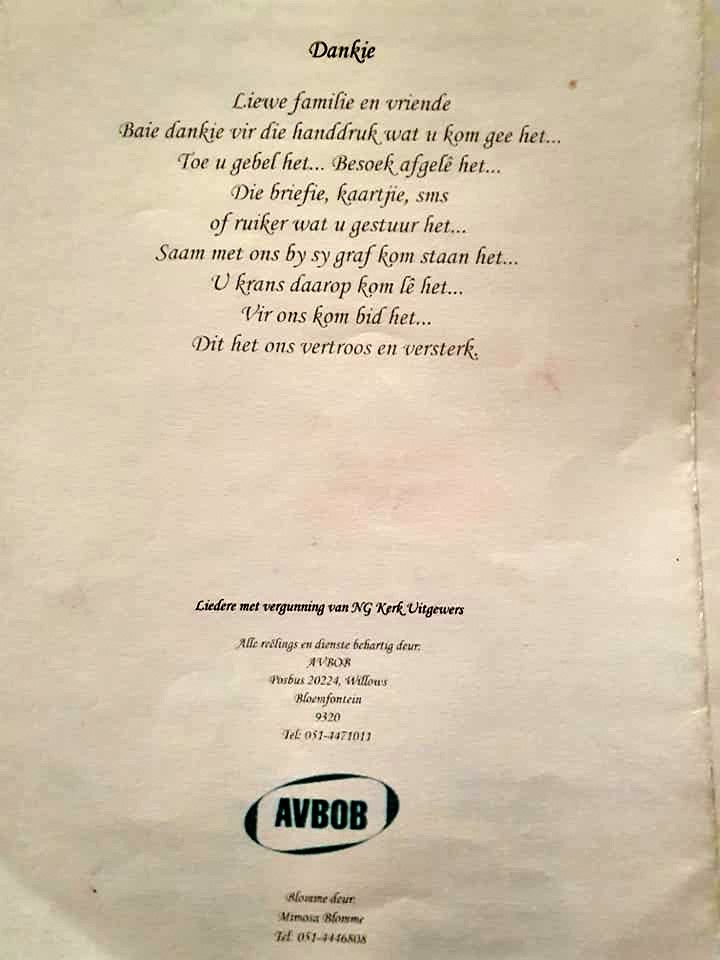 Dankie
Liewe familie en vriende
Baie dankie vir die handdruk wat u kom gee het...
Toe u gebel het... Besoek afgelê het...
Die briefie, kaartjie, sms
of ruiker wat u gestuur het...
Saam met ons by sy graf kom staan het...
U krans daarop kom lê het...
Vir ons kom bid het...
Dit het ons vertroos en versterk.
Liedere met vergunning van NG Kerk Uitgewers
Alle reëlings en dienste behartig deur:
AVBOB
Posbus 20224, Willows
Bloemfontein
9320
Tel: 051-4471011
AVBOB
Blomme deur:
Mimosa Blomme
Tel: 051-4446808